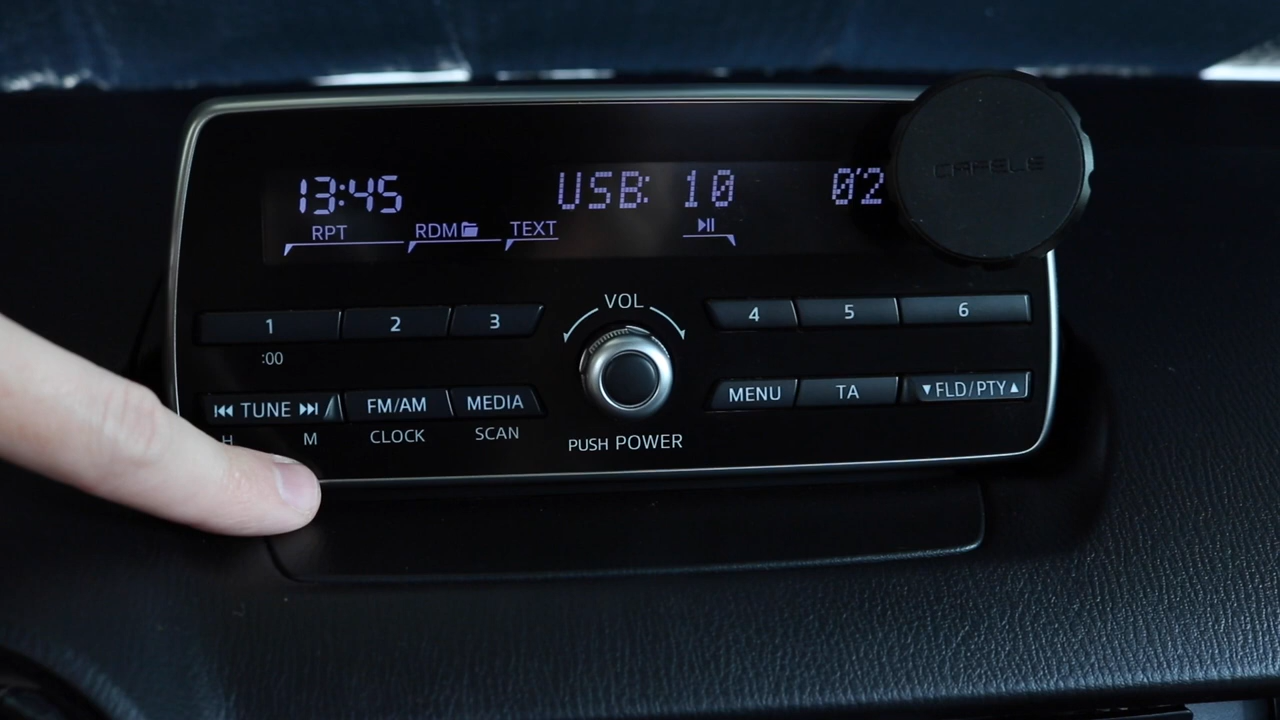 13:45 USB: 10 02
RPT RDM TEXT
CAFELE
VOL
1 2 3 4 5 6
:00
TUNE FM/AM MEDIA MENU TA FLD/PTY
H M CLOCK SCAN
PUSH POWER